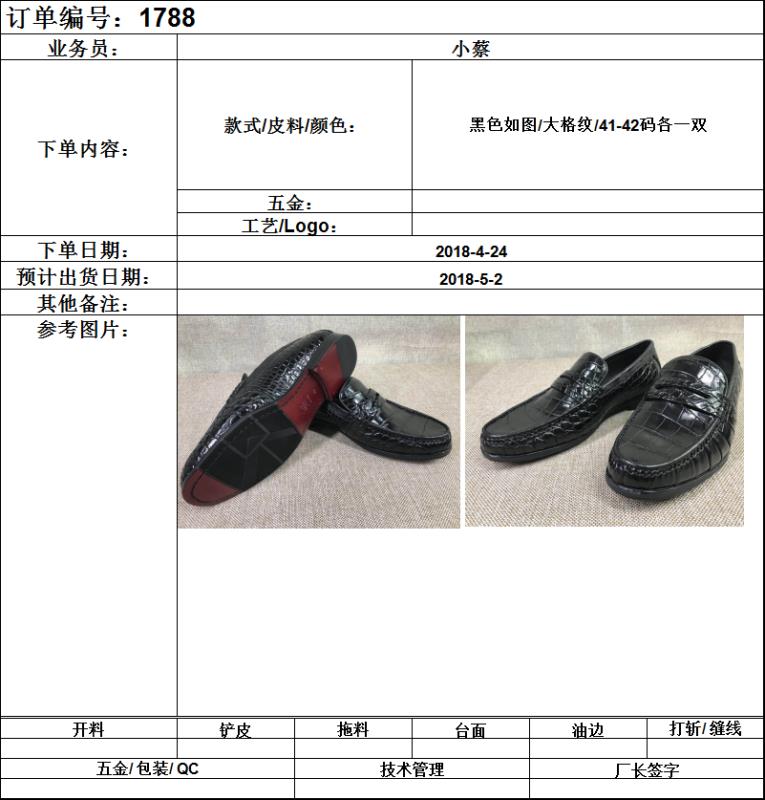 订单编号：1788
业务员：
小蔡
下单内容：
款式/皮料/颜色：
黑色如图/大格纹/41-42码各一双
五金：
工艺/Logo：
下单日期：
2018-4-24
预计出货日期：
2018-5-2
其他备注：
参考图片：
开料
铲皮
拖料
台面
油边
打斩/缝线
五金/包装/QC
技术管理
厂长签字